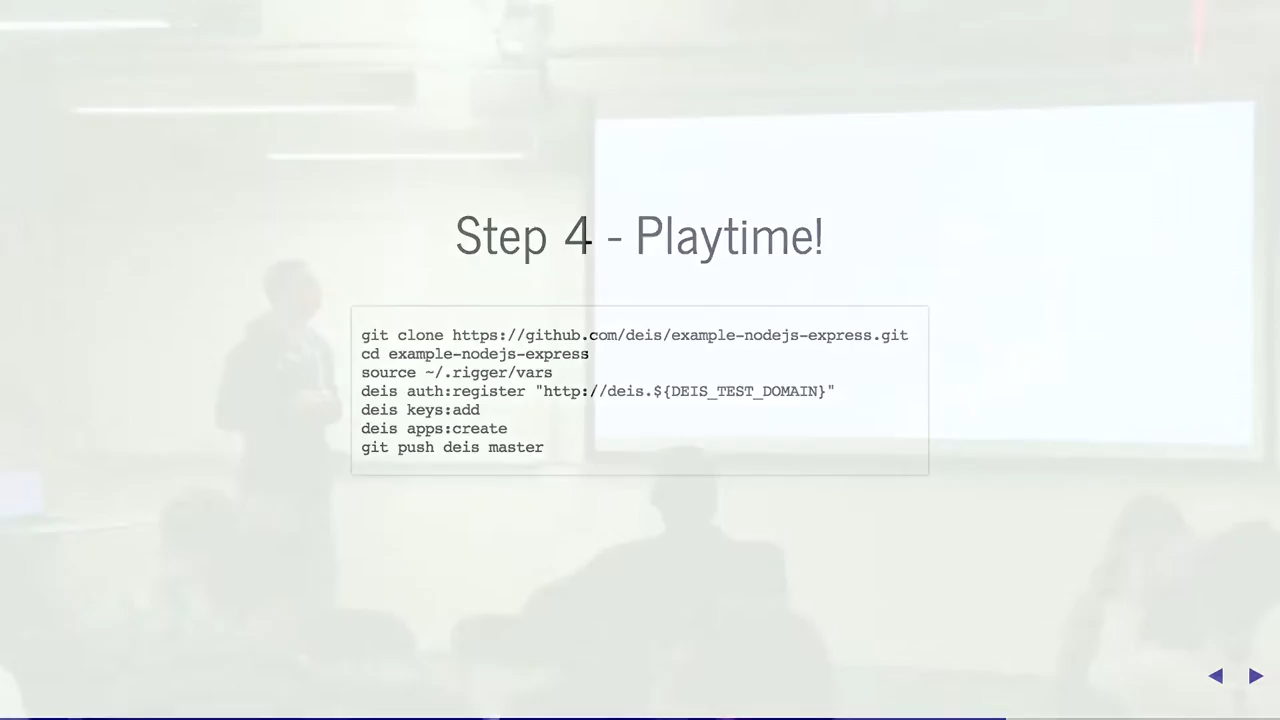 Step 4 - Playtime!
git clone https://github.com/deis/example-nodejs-express.git
cd example-nodejs-express
source ~/.rigger/vars
deis auth:register "http://deis.${DEIS_TEST_DOMAIN}"
deis keys:add
deis apps:create
git push deis master